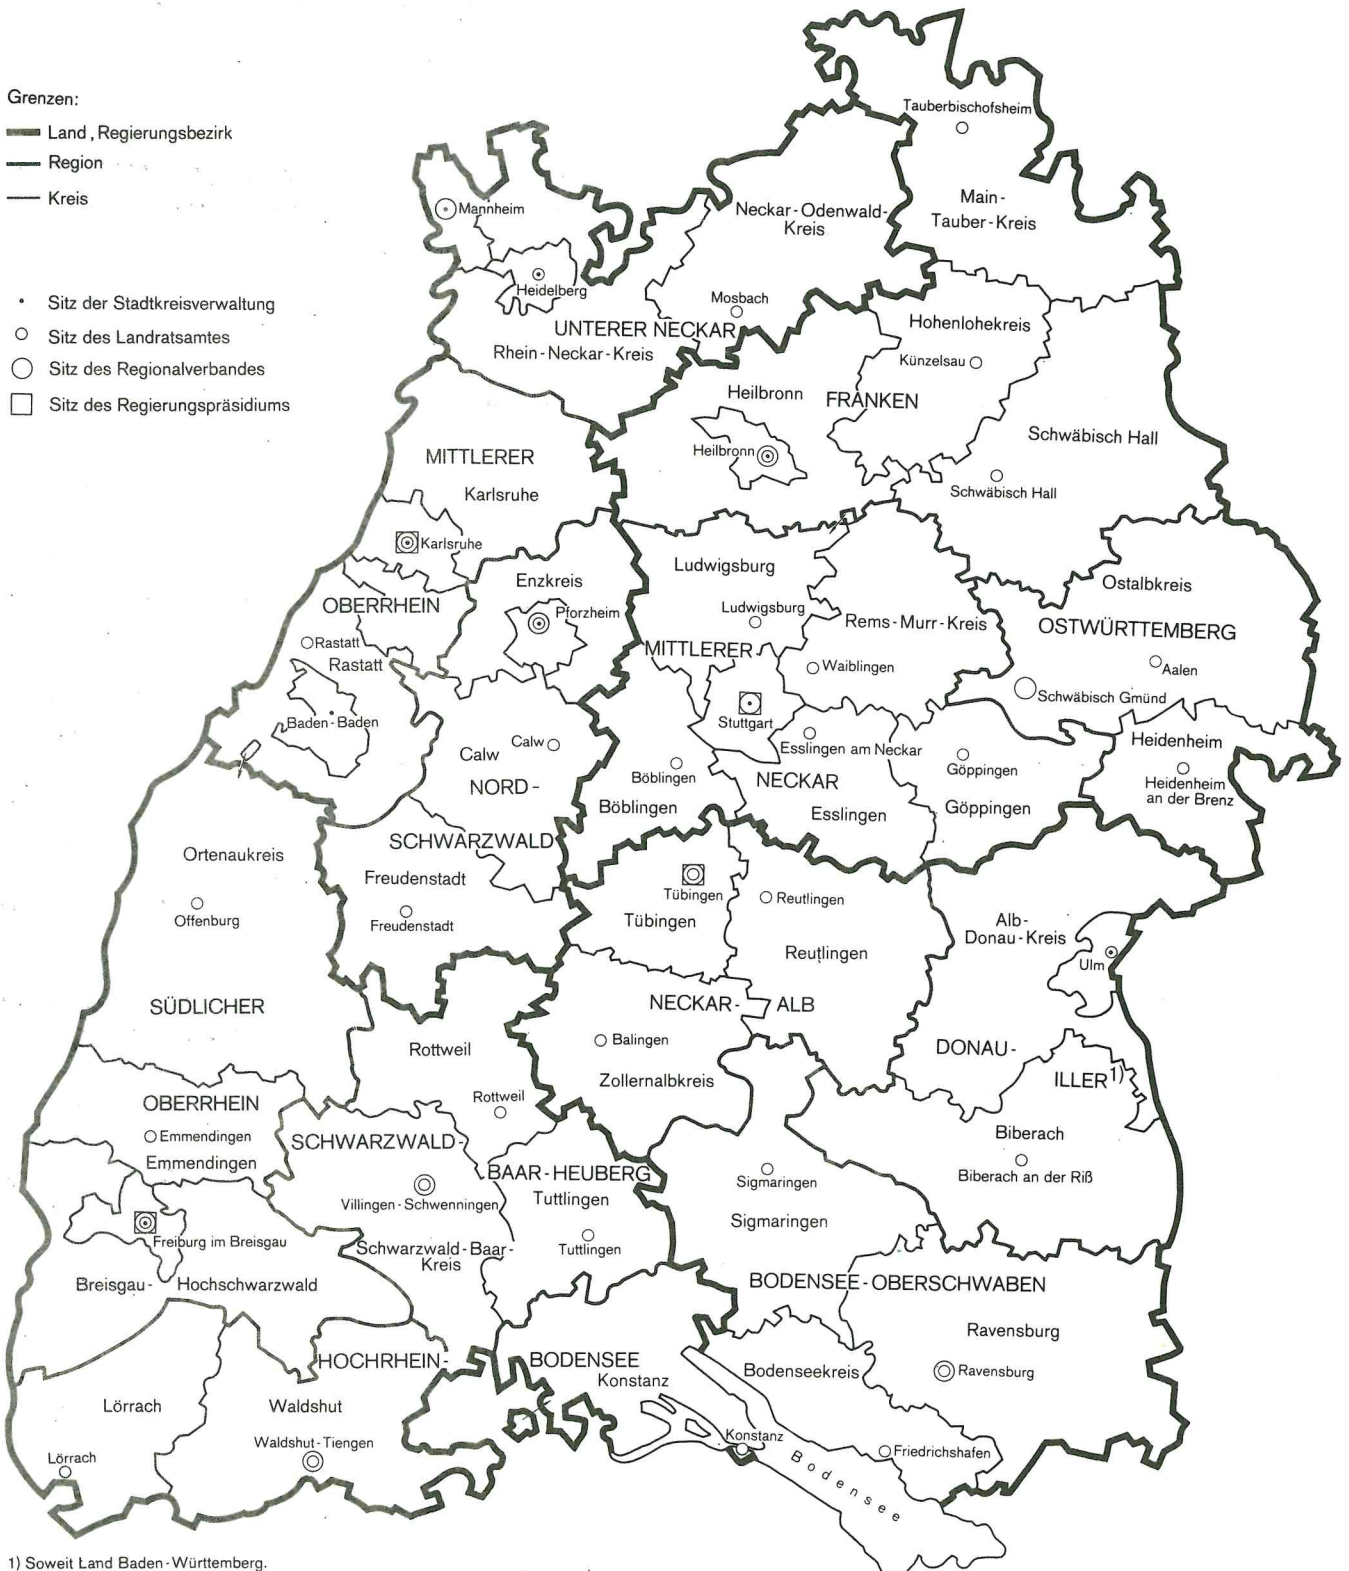 Grenzen:
Land, Regierungsbezirk
Region
Kreis
Sitz der Stadtkreisverwaltung
Sitz des Landratsamtes
Sitz des Regionalverbandes
Sitz des Regierungspräsidiums
Tauberbischofsheim
Main-
Tauber-Kreis
Mannheim
Neckar-Odenwald-
Kreis
Heidelberg
Mosbach
UNTERER NECKAR
Rhein-Neckar-Kreis
Hohenlohekreis
Künzelsau
Heilbronn
FRANKEN
Schwäbisch Hall
Heilbronn
Schwäbisch Hall
MITTLERER
Karlsruhe
Karlsruhe
Enzkreis
Pforzheim
Ludwigsburg
Ludwigsburg
Ostalbkreis
OBERRHEIN
Rems-Murr-Kreis
OSTWÜRTTEMBERG
Rastatt
Rastatt
MITTLERER
Waiblingen
Aalen
Schwäbisch Gmünd
Baden-Baden
Stuttgart
Calw
Calw
Esslingen am Neckar
Heidenheim
NORD-
Böblingen
NECKAR
Göppingen
Heidenheim
an der Brenz
Böblingen
Esslingen
Göppingen
Ortenaukreis
SCHWARZWALD
Freudenstadt
Tübingen
Reutlingen
Offenburg
Freudenstadt
Tübingen
Alb-
Donau-Kreis
Reutlingen
Ulm
SÜDLICHER
NECKAR-ALB
Rottweil
Balingen
DONAU-
ILLER1)
Zollernalbkreis
OBERRHEIN
Rottweil
Emmendingen
Emmendingen
SCHWARZWALD-
Biberach
Biberach an der Riß
BAAR-HEUBERG
Villingen-Schwenningen
Tuttlingen
Sigmaringen
Sigmaringen
Freiburg im Breisgau
Schwarzwald-Baar-
Kreis
Tuttlingen
Breisgau-Hochschwarzwald
BODENSEE-OBERSCHWABEN
Ravensburg
HOCHRHEIN-
BODENSEE
Konstanz
Bodenseekreis
Ravensburg
Lörrach
Waldshut
Waldshut-Tiengen
Konstanz
Friedrichshafen
Lörrach
Bodensee
1) Soweit Land Baden-Württemberg.